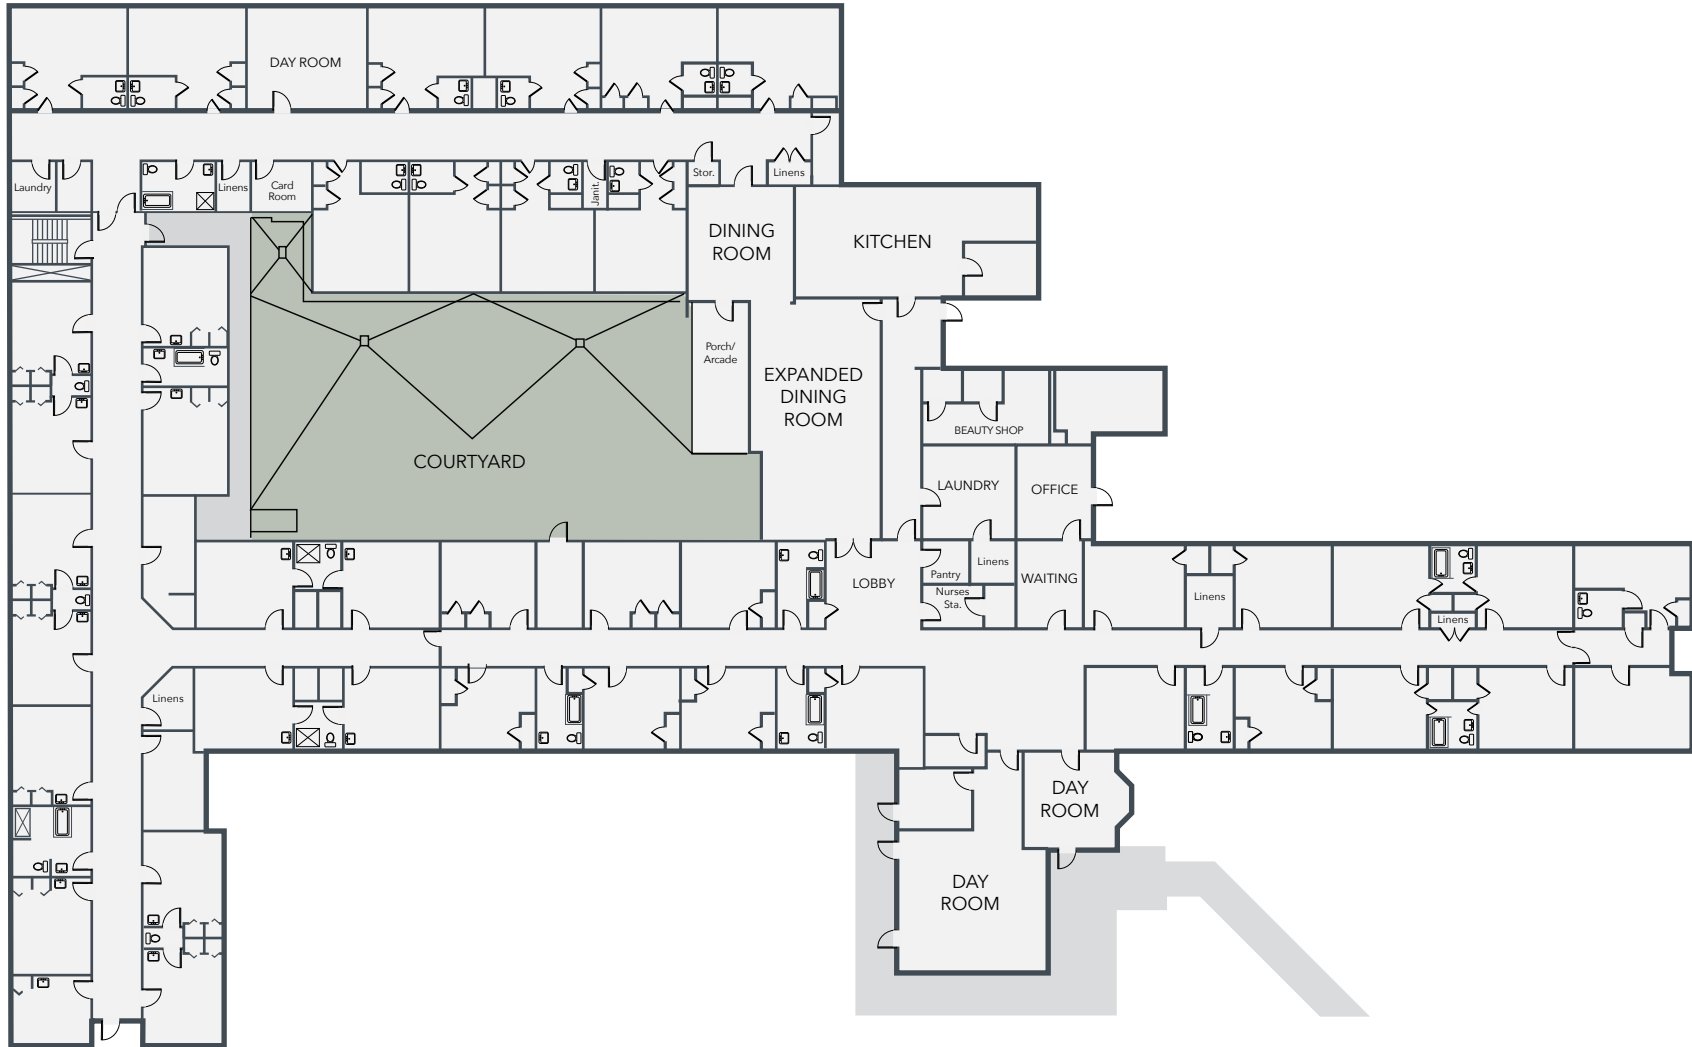 DAY ROOM
Laundry
Linens
Card
Room
Janit.
Stor.
Linens
DINING
ROOM
KITCHEN
Porch/
Arcade
EXPANDED
DINING
ROOM
BEAUTY SHOP
COURTYARD
LAUNDRY
OFFICE
LOBBY
Pantry
Linens
Nurses
Sta.
WAITING
Linens
Linens
Linens
DAY
ROOM
DAY
ROOM